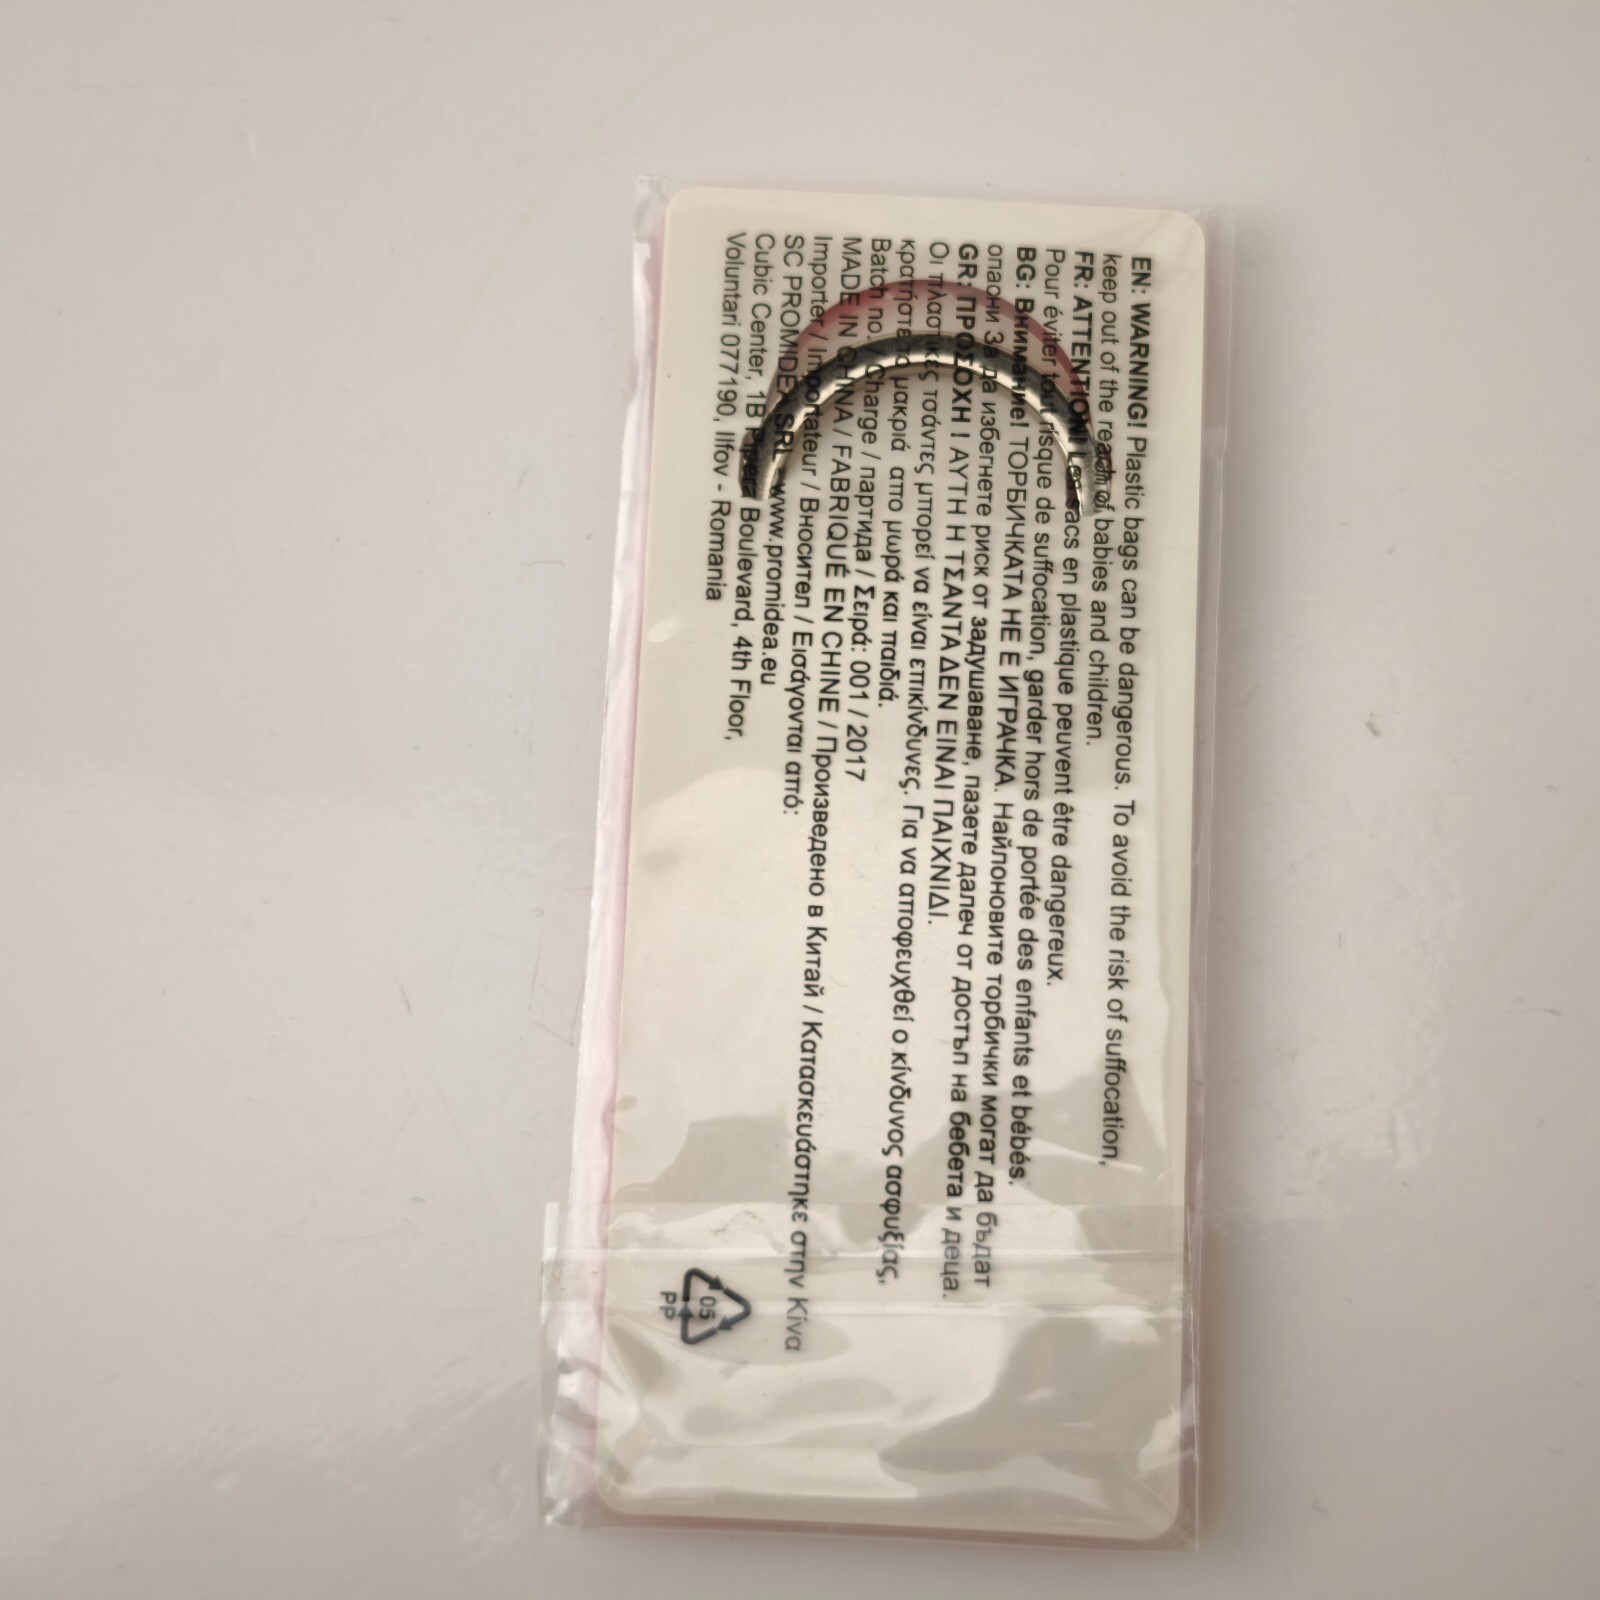 EN: WARNING! Plastic bags can be dangerous. To avoid the risk of suffocation,
keep out of the reach of babies and children.
FR: ATTENTION! Les sacs en plastique peuvent être dangereux.
Pour éviter tout risque de suffocation, garder hors de portée des enfants et bébés.
BG: Внимание! ТОРБИЧКАТА НЕ Е ИГРАЧКА. Найлоновите торбички могат да бъдат
опасни За да избегнете риск от задушаване, пазете далеч от достъп на бебета и деца.
GR: ΠΡΟΣΟΧΗ ! ΑΥΤΗ Η ΤΣΑΝΤΑ ΔΕΝ ΕΙΝΑΙ ΠΑΙΧΝΙΔΙ.
Οι πλαστικές τσάντες μπορεί να είναι επικίνδυνες. Για να αποφευχθεί ο κίνδυνος ασφυξίας,
κρατήστε το μακριά απο μωρά και παιδιά.
Batch no. / Charge / партида / Σειρά: 001 / 2017
MADE IN CHINA / FABRIQUÉ EN CHINE / Произведено в Китай / Κατασκευάστηκε στην Κίνα
Importer / Importateur / Вносител / Εισάγονται από:
SC PROMIDEA SRL - www.promidea.eu
Cubic Center, 1B Pipera Boulevard, 4th Floor,
Voluntari 077190, Ilfov - Romania
05
PP